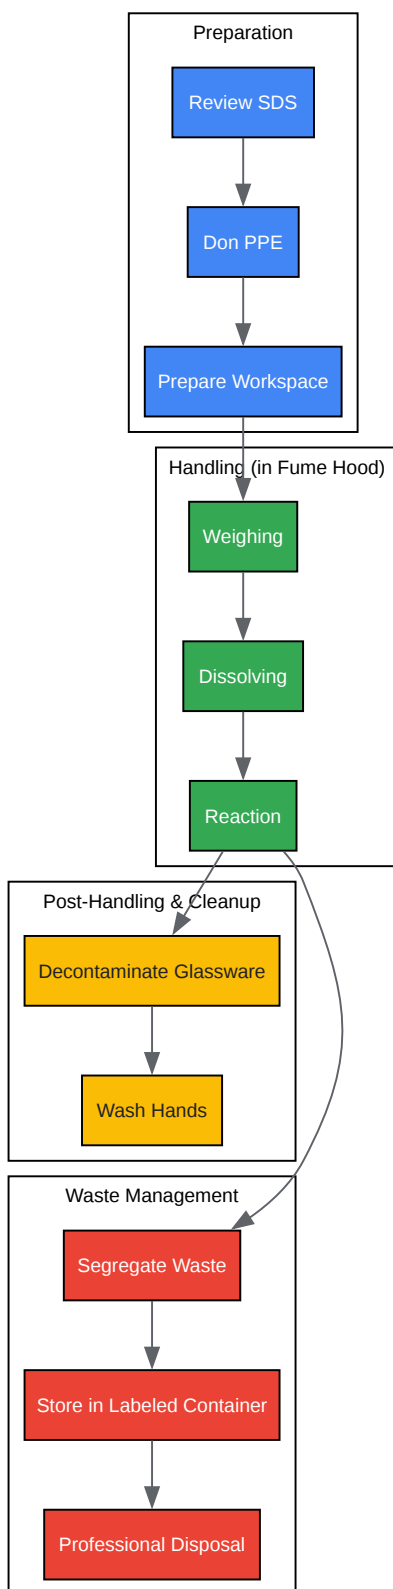 Preparation
Review SDS
Don PPE
Prepare Workspace
Handling (in Fume Hood)
Weighing
Dissolving
Reaction
Post-Handling & Cleanup
Decontaminate Glassware
Wash Hands
Waste Management
Segregate Waste
Store in Labeled Container
Professional Disposal